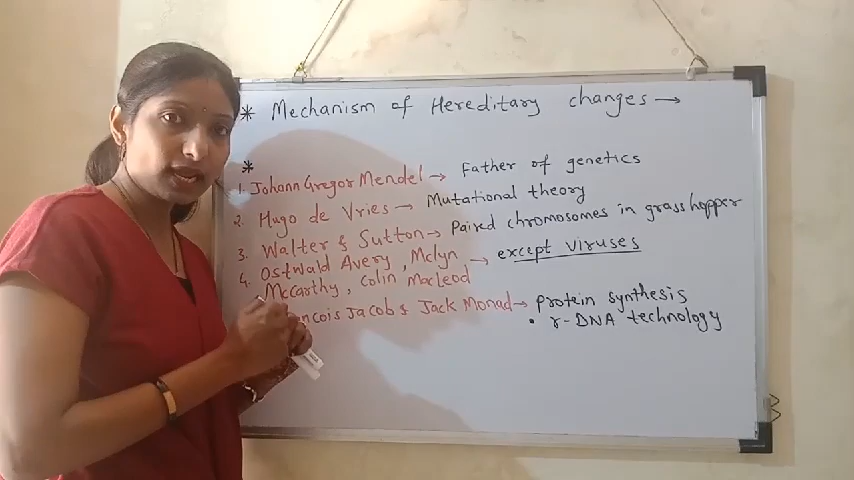 * Mechanism of Hereditary changes →
*
1. Johann Gregor Mendel → Father of genetics
2. Hugo de Vries → Mutational theory
3. Walter & Sutton → Paired chromosomes in grasshopper
4. Ostwald Avery, Mclyn → except viruses
McCarthy, Colin Macleod
ncois Jacob & Jack Monad → protein synthesis
• r-DNA technology